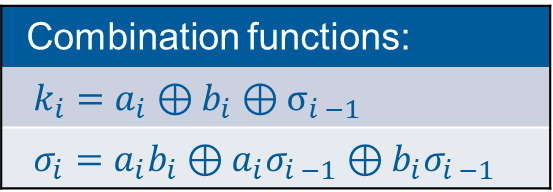 Combination functions:
kᵢ = aᵢ ⊕ bᵢ ⊕ σᵢ ₋₁
σᵢ = aᵢbᵢ ⊕ aᵢσᵢ ₋₁ ⊕ bᵢσᵢ ₋₁